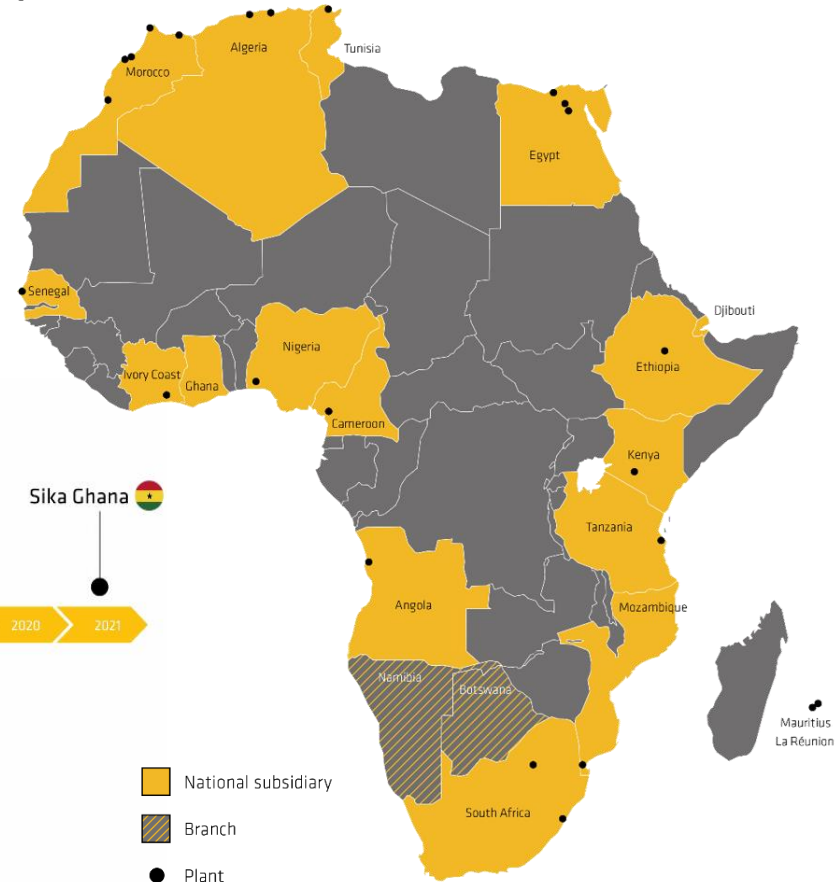 Algeria
Tunisia
Morocco
Egypt
Senegal
Djibouti
Nigeria
Ethiopia
Ivory Coast
Ghana
Cameroon
Kenya
Sika Ghana
Tanzania
Angola
Mozambique
2020
2021
Namibia
Botswana
Mauritius
La Réunion
National subsidiary
South Africa
Branch
Plant